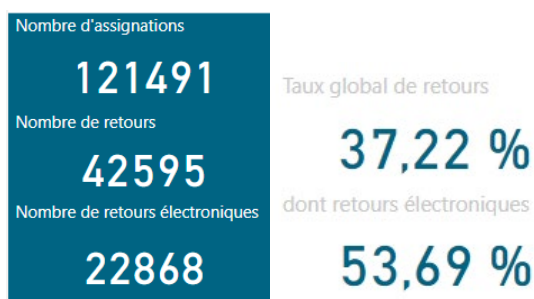 Nombre d'assignations
121491
Nombre de retours
42595
Nombre de retours électroniques
22868
Taux global de retours
37,22 %
dont retours électroniques
53,69 %